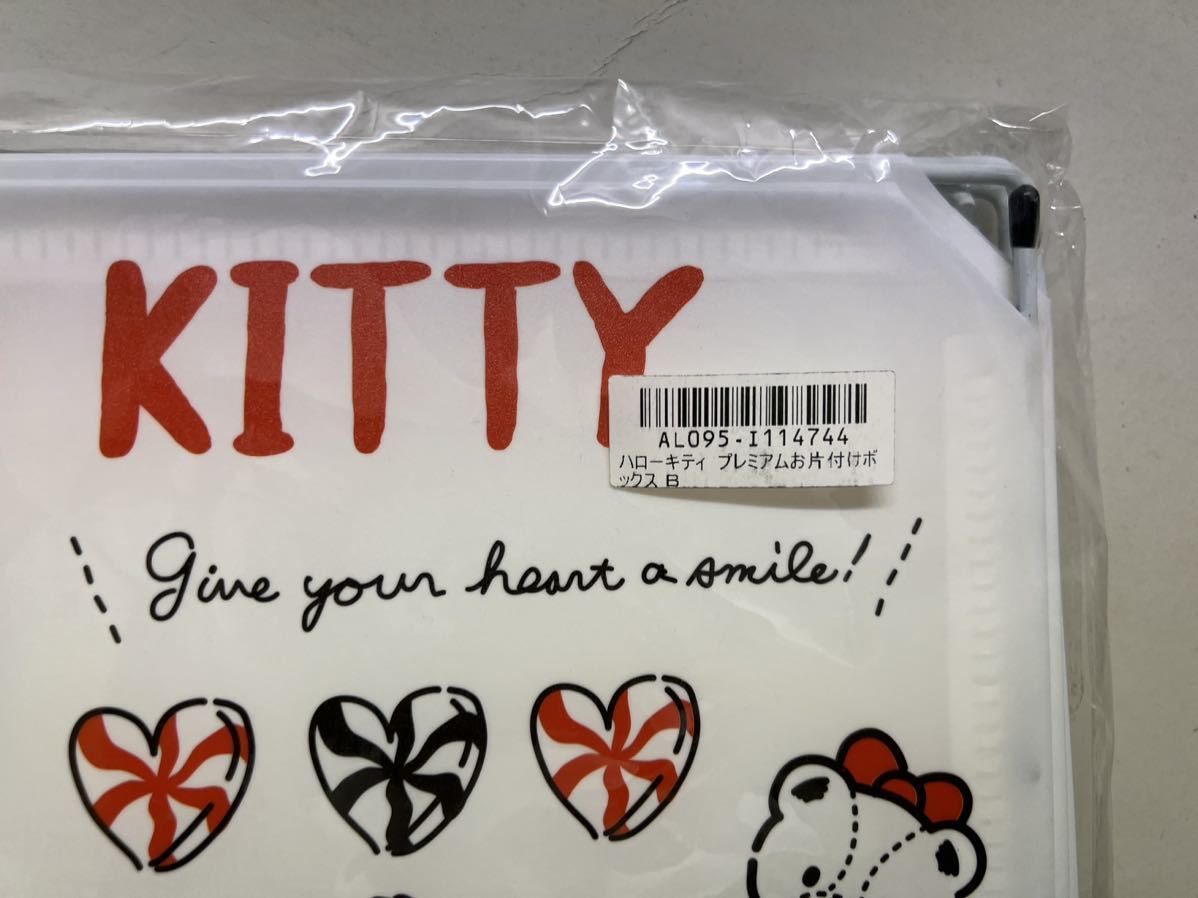 KITTY
AL095-I114744
ハローキティ プレミアムお片付けボ
ックス B
Give your heart a smile!